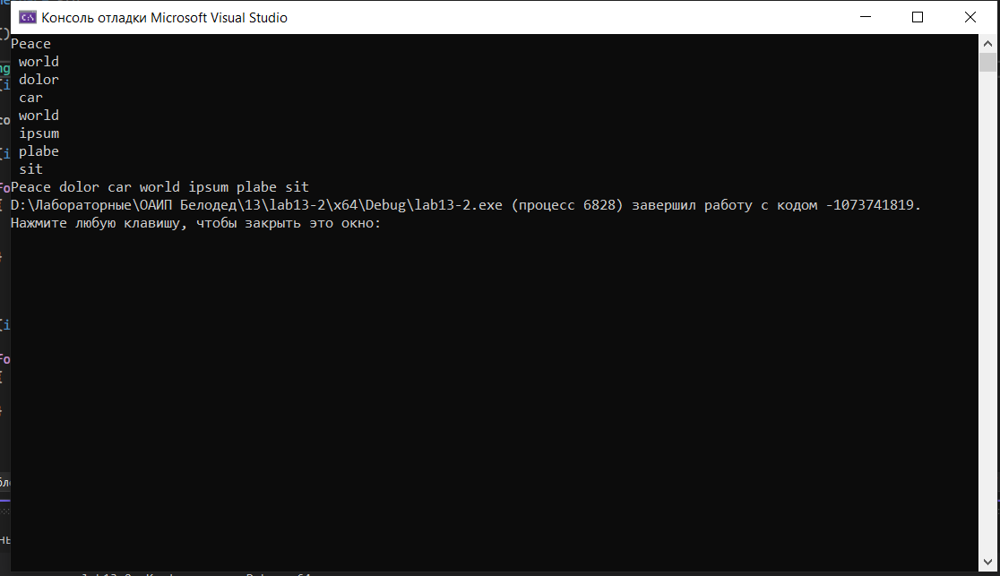 Консоль отладки Microsoft Visual Studio
Peace
world
dolor
car
world
ipsum
plabe
sit
Peace dolor car world ipsum plabe sit
D:\Лабораторные\ОАИП Белодед\13\lab13-2\x64\Debug\lab13-2.exe (процесс 6828) завершил работу с кодом -1073741819.
Нажмите любую клавишу, чтобы закрыть это окно: